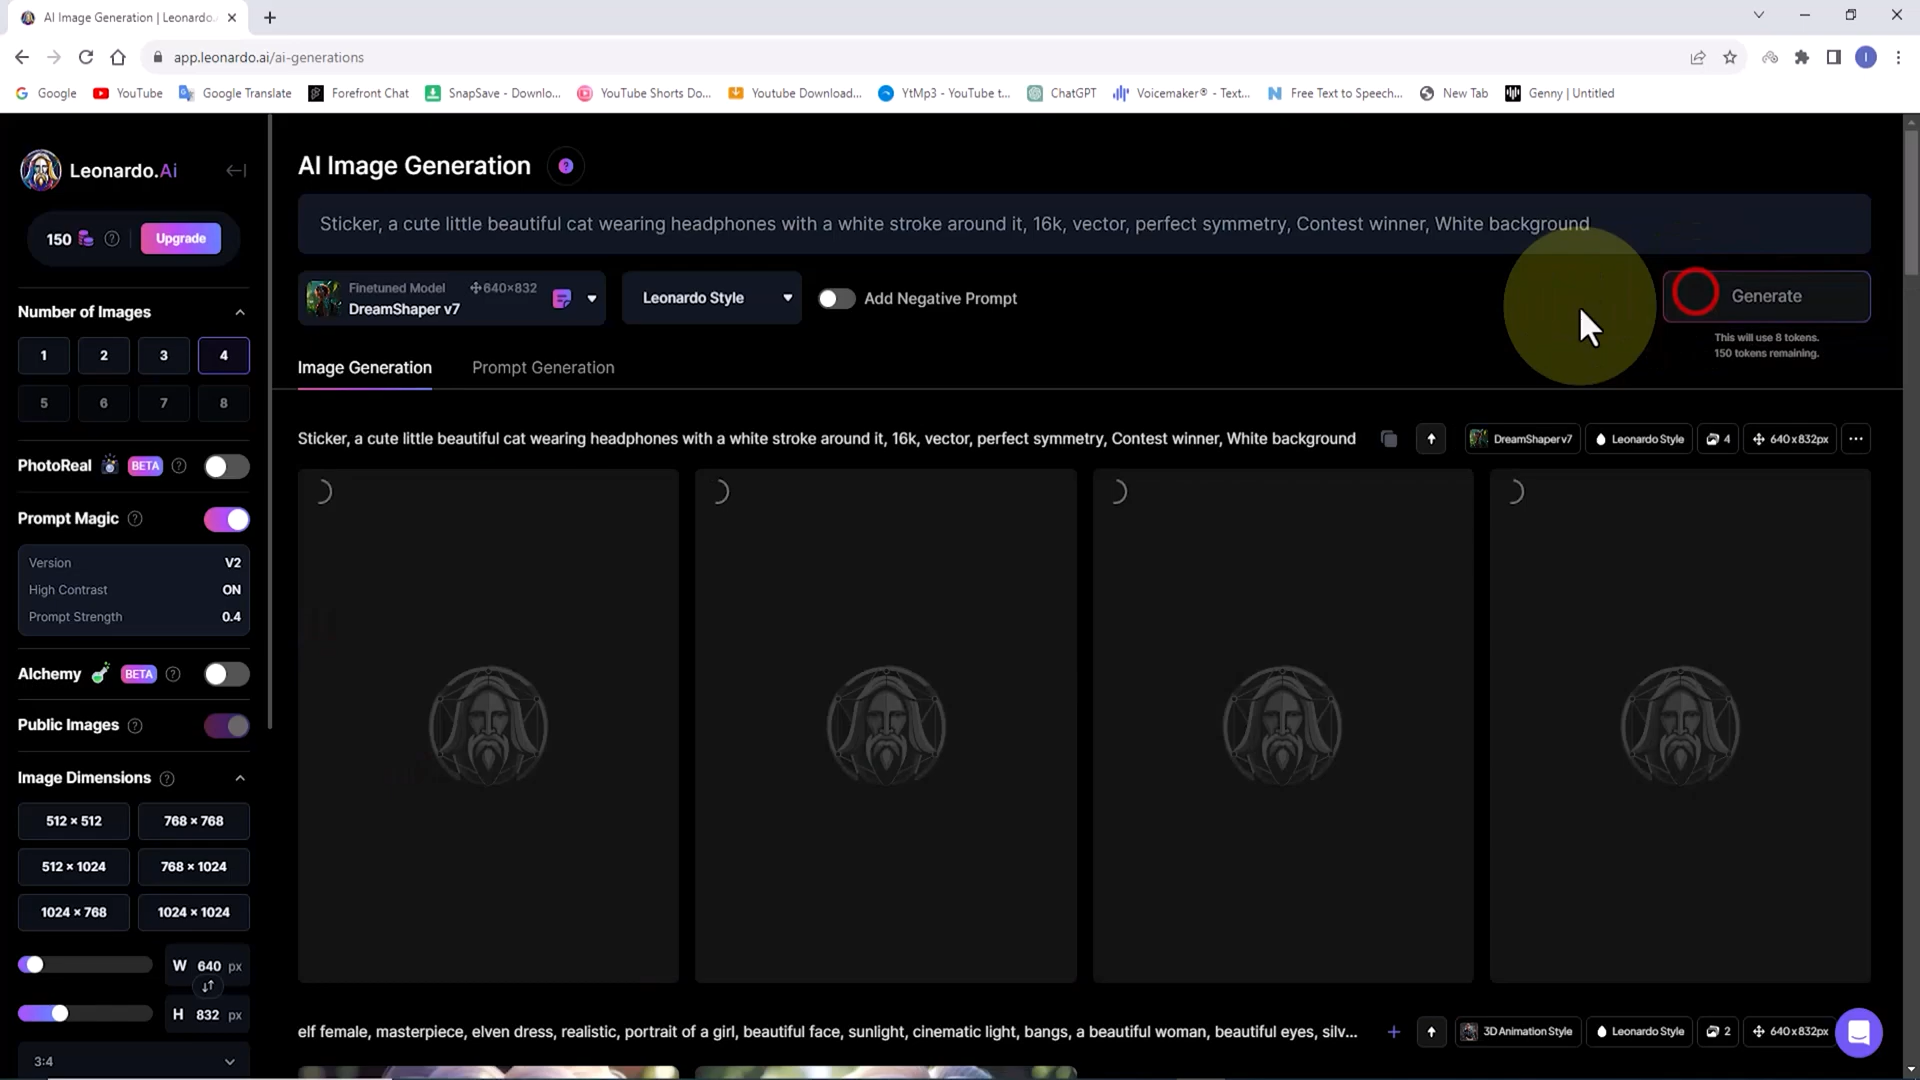 AI Image Generation | Leonardo.
app.leonardo.ai/ai-generations
Google
YouTube
Google Translate
Forefront Chat
SnapSave - Downlo...
YouTube Shorts Do...
Youtube Download...
YtMp3 - YouTube t...
ChatGPT
Voicemaker® - Text...
Free Text to Speech...
New Tab
Genny | Untitled
I
Leonardo.Ai
150
Upgrade
Number of Images
1 2 3 4
5 6 7 8
PhotoReal BETA
Prompt Magic
Version V2
High Contrast ON
Prompt Strength 0.4
Alchemy BETA
Public Images
Image Dimensions
512 × 512 768 × 768
512 × 1024 768 × 1024
1024 × 768 1024 × 1024
W 640 px
H 832 px
3:4
AI Image Generation
Sticker, a cute little beautiful cat wearing headphones with a white stroke around it, 16k, vector, perfect symmetry, Contest winner, White background
Finetuned Model 640×832
DreamShaper v7
Leonardo Style
Add Negative Prompt
Generate
This will use 8 tokens.
150 tokens remaining.
Image Generation Prompt Generation
Sticker, a cute little beautiful cat wearing headphones with a white stroke around it, 16k, vector, perfect symmetry, Contest winner, White background
DreamShaper v7 Leonardo Style 4 640 x 832px
elf female, masterpiece, elven dress, realistic, portrait of a girl, beautiful face, sunlight, cinematic light, bangs, a beautiful woman, beautiful eyes, silv...
3D Animation Style Leonardo Style 2 640 x 832px